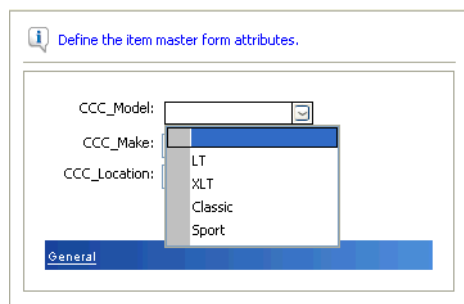 Define the item master form attributes.
CCC_Model:
CCC_Make:
LT
CCC_Location:
XLT
Classic
Sport
General